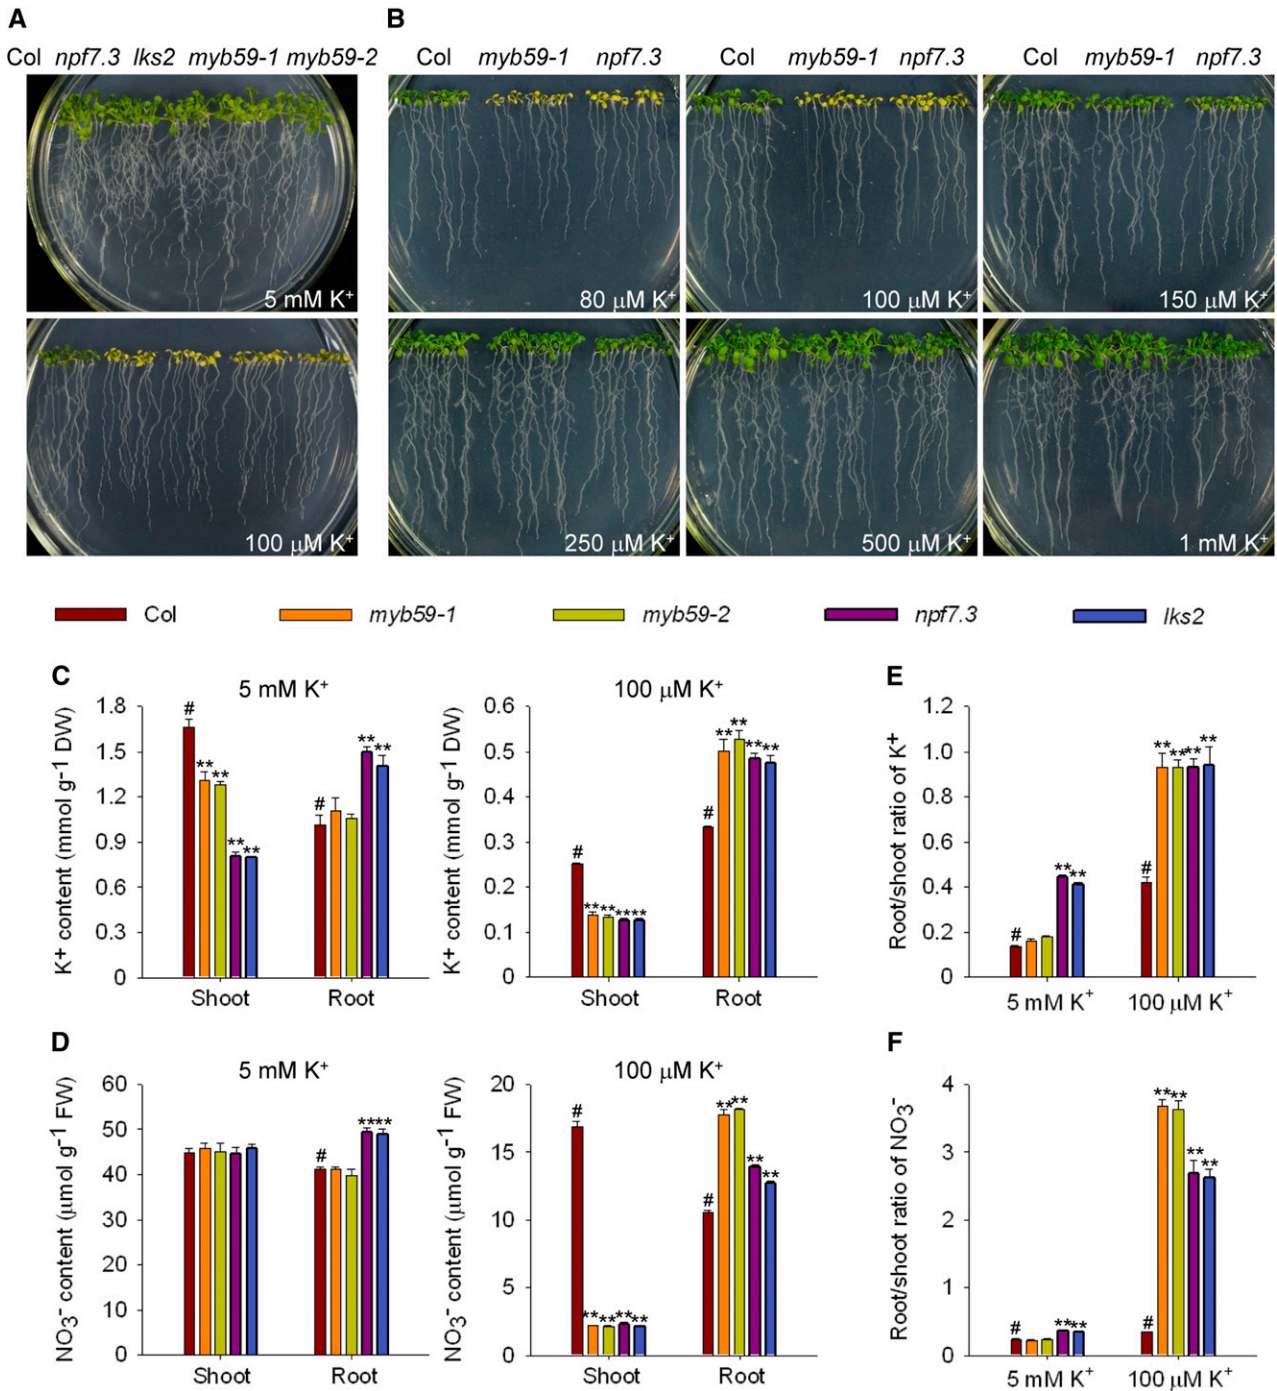 A
B
Col npf7.3 lks2 myb59-1 myb59-2
Col myb59-1 npf7.3
Col myb59-1 npf7.3
Col myb59-1 npf7.3
5 mM K⁺
80 µM K⁺
100 µM K⁺
150 µM K⁺
100 µM K⁺
250 µM K⁺
500 µM K⁺
1 mM K⁺
Col
myb59-1
myb59-2
npf7.3
lks2
C
5 mM K⁺
K⁺ content (mmol g⁻¹ DW)
1.8
1.5
1.2
0.9
0.6
0.3
0
#
**
**
**
**
#
**
**
Shoot
Root
100 µM K⁺
K⁺ content (mmol g⁻¹ DW)
0.6
0.5
0.4
0.3
0.2
0.1
0
#
**
**
**
**
#
**
**
**
**
Shoot
Root
E
Root/shoot ratio of K⁺
1.2
1.0
0.8
0.6
0.4
0.2
0
#
**
**
#
**
**
**
**
5 mM K⁺
100 µM K⁺
D
5 mM K⁺
NO₃⁻ content (µmol g⁻¹ FW)
60
50
40
30
20
10
0
#
**
**
Shoot
Root
100 µM K⁺
NO₃⁻ content (µmol g⁻¹ FW)
20
15
10
5
0
#
**
**
**
**
#
**
**
**
**
Shoot
Root
F
Root/shoot ratio of NO₃⁻
4
3
2
1
0
#
**
**
#
**
**
**
**
5 mM K⁺
100 µM K⁺